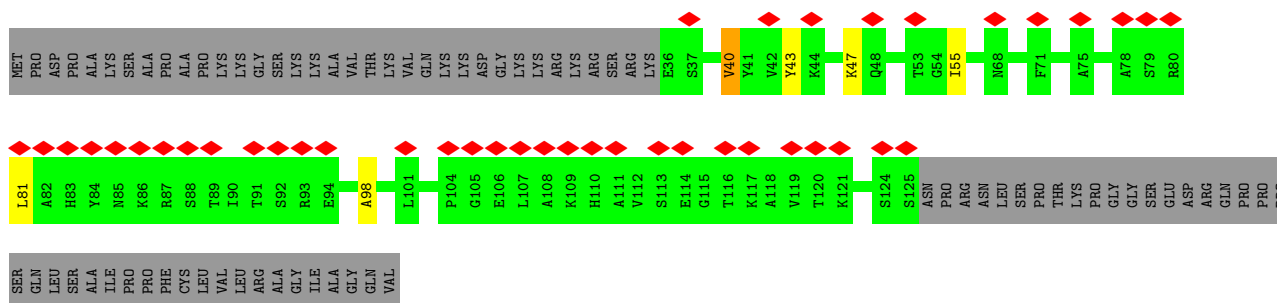 MET PRO ASP PRO ALA LYS SER ALA PRO ALA PRO LYS LYS GLY SER LYS LYS ALA VAL THR LYS VAL GLN LYS LYS ASP GLY LYS LYS ARG LYS ARG SER ARG LYS E36 S37 V40 Y41 V42 Y43 K44 K47 Q48 T53 G54 I55 N68 F71 A75 A78 S79 R80
L81 A82 H83 Y84 N85 K86 R87 S88 T89 I90 T91 S92 R93 E94 A98 L101 P104 G105 E106 L107 A108 K109 H110 A111 V112 S113 E114 G115 T116 K117 A118 V119 T120 K121 S124 S125 ASN PRO ARG ASN LEU SER PRO THR LYS PRO GLY GLY SER GLU ASP ARG GLN PRO PRO
SER GLN LEU SER ALA ILE PRO PRO PHE CYS LEU VAL LEU ARG ALA GLY ILE ALA GLY GLN VAL